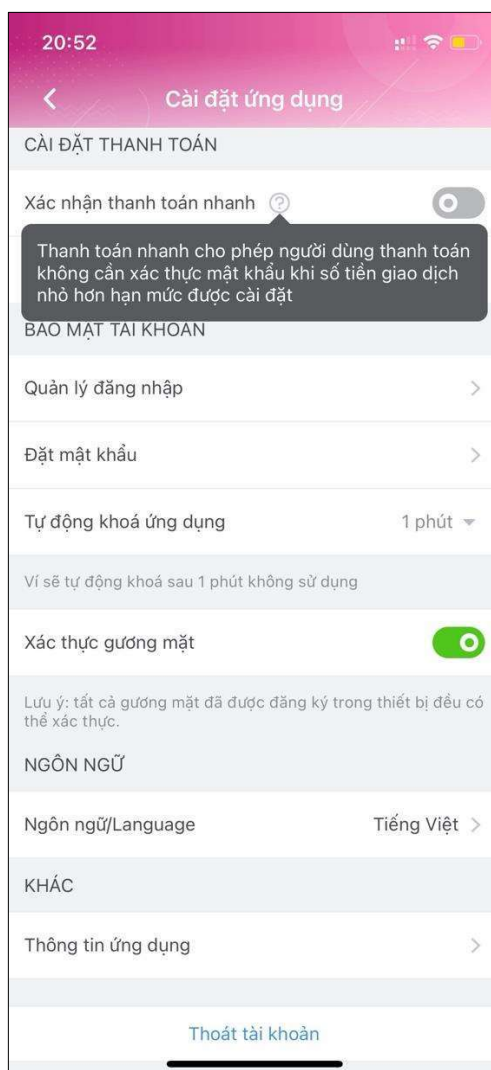 20:52
Cài đặt ứng dụng
CÀI ĐẶT THANH TOÁN
Xác nhận thanh toán nhanh ?
Thanh toán nhanh cho phép người dùng thanh toán
không cần xác thực mật khẩu khi số tiền giao dịch
nhỏ hơn hạn mức được cài đặt
BẢO MẬT TÀI KHOẢN
Quản lý đăng nhập
Đặt mật khẩu
Tự động khoá ứng dụng 1 phút
Ví sẽ tự động khoá sau 1 phút không sử dụng
Xác thực gương mặt
Lưu ý: tất cả gương mặt đã được đăng ký trong thiết bị đều có
thể xác thực.
NGÔN NGỮ
Ngôn ngữ/Language Tiếng Việt
KHÁC
Thông tin ứng dụng
Thoát tài khoản